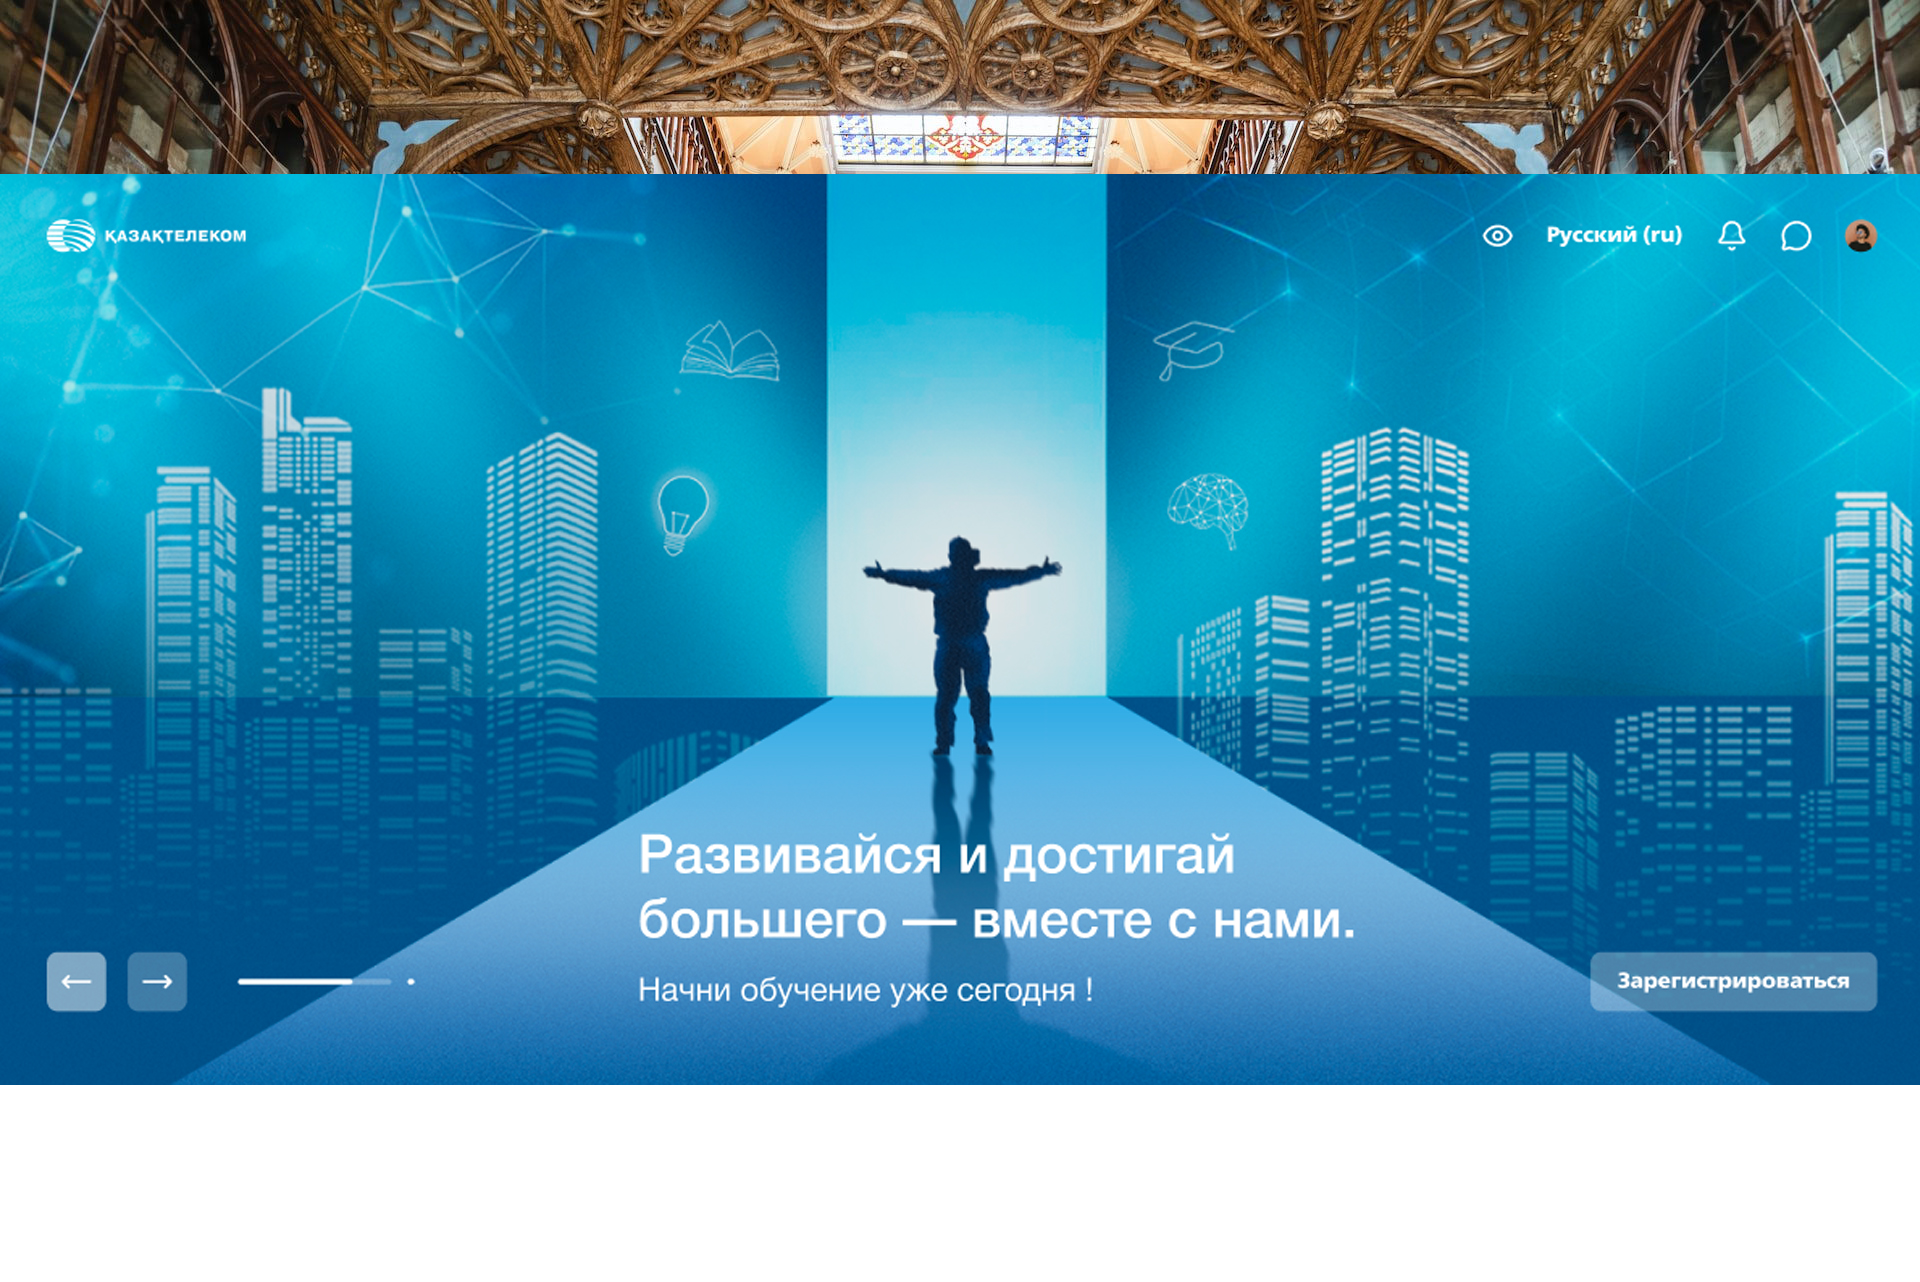 ҚАЗАҚТЕЛЕКОМ
Русский (ru)
Развивайся и достигай
большего — вместе с нами.
Начни обучение уже сегодня !
Зарегистрироваться